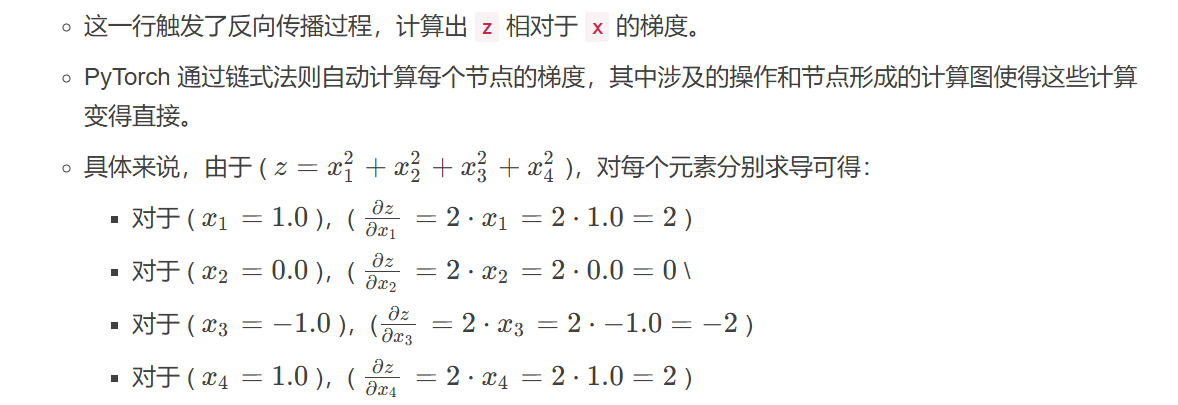 这一行触发了反向传播过程，计算出 z 相对于 x 的梯度。
PyTorch 通过链式法则自动计算每个节点的梯度，其中涉及的操作和节点形成的计算图使得这些计算
变得直接。
具体来说，由于 ( $z = x_1^2 + x_2^2 + x_3^2 + x_4^2$ )，对每个元素分别求导可得：
对于 ( $x_1 = 1.0$ )，( $\frac{\partial z}{\partial x_1} = 2 \cdot x_1 = 2 \cdot 1.0 = 2$ )
对于 ( $x_2 = 0.0$ )，( $\frac{\partial z}{\partial x_2} = 2 \cdot x_2 = 2 \cdot 0.0 = 0$ \
对于 ( $x_3 = -1.0$ )，( $\frac{\partial z}{\partial x_3} = 2 \cdot x_3 = 2 \cdot -1.0 = -2$ )
对于 ( $x_4 = 1.0$ )，( $\frac{\partial z}{\partial x_4} = 2 \cdot x_4 = 2 \cdot 1.0 = 2$ )